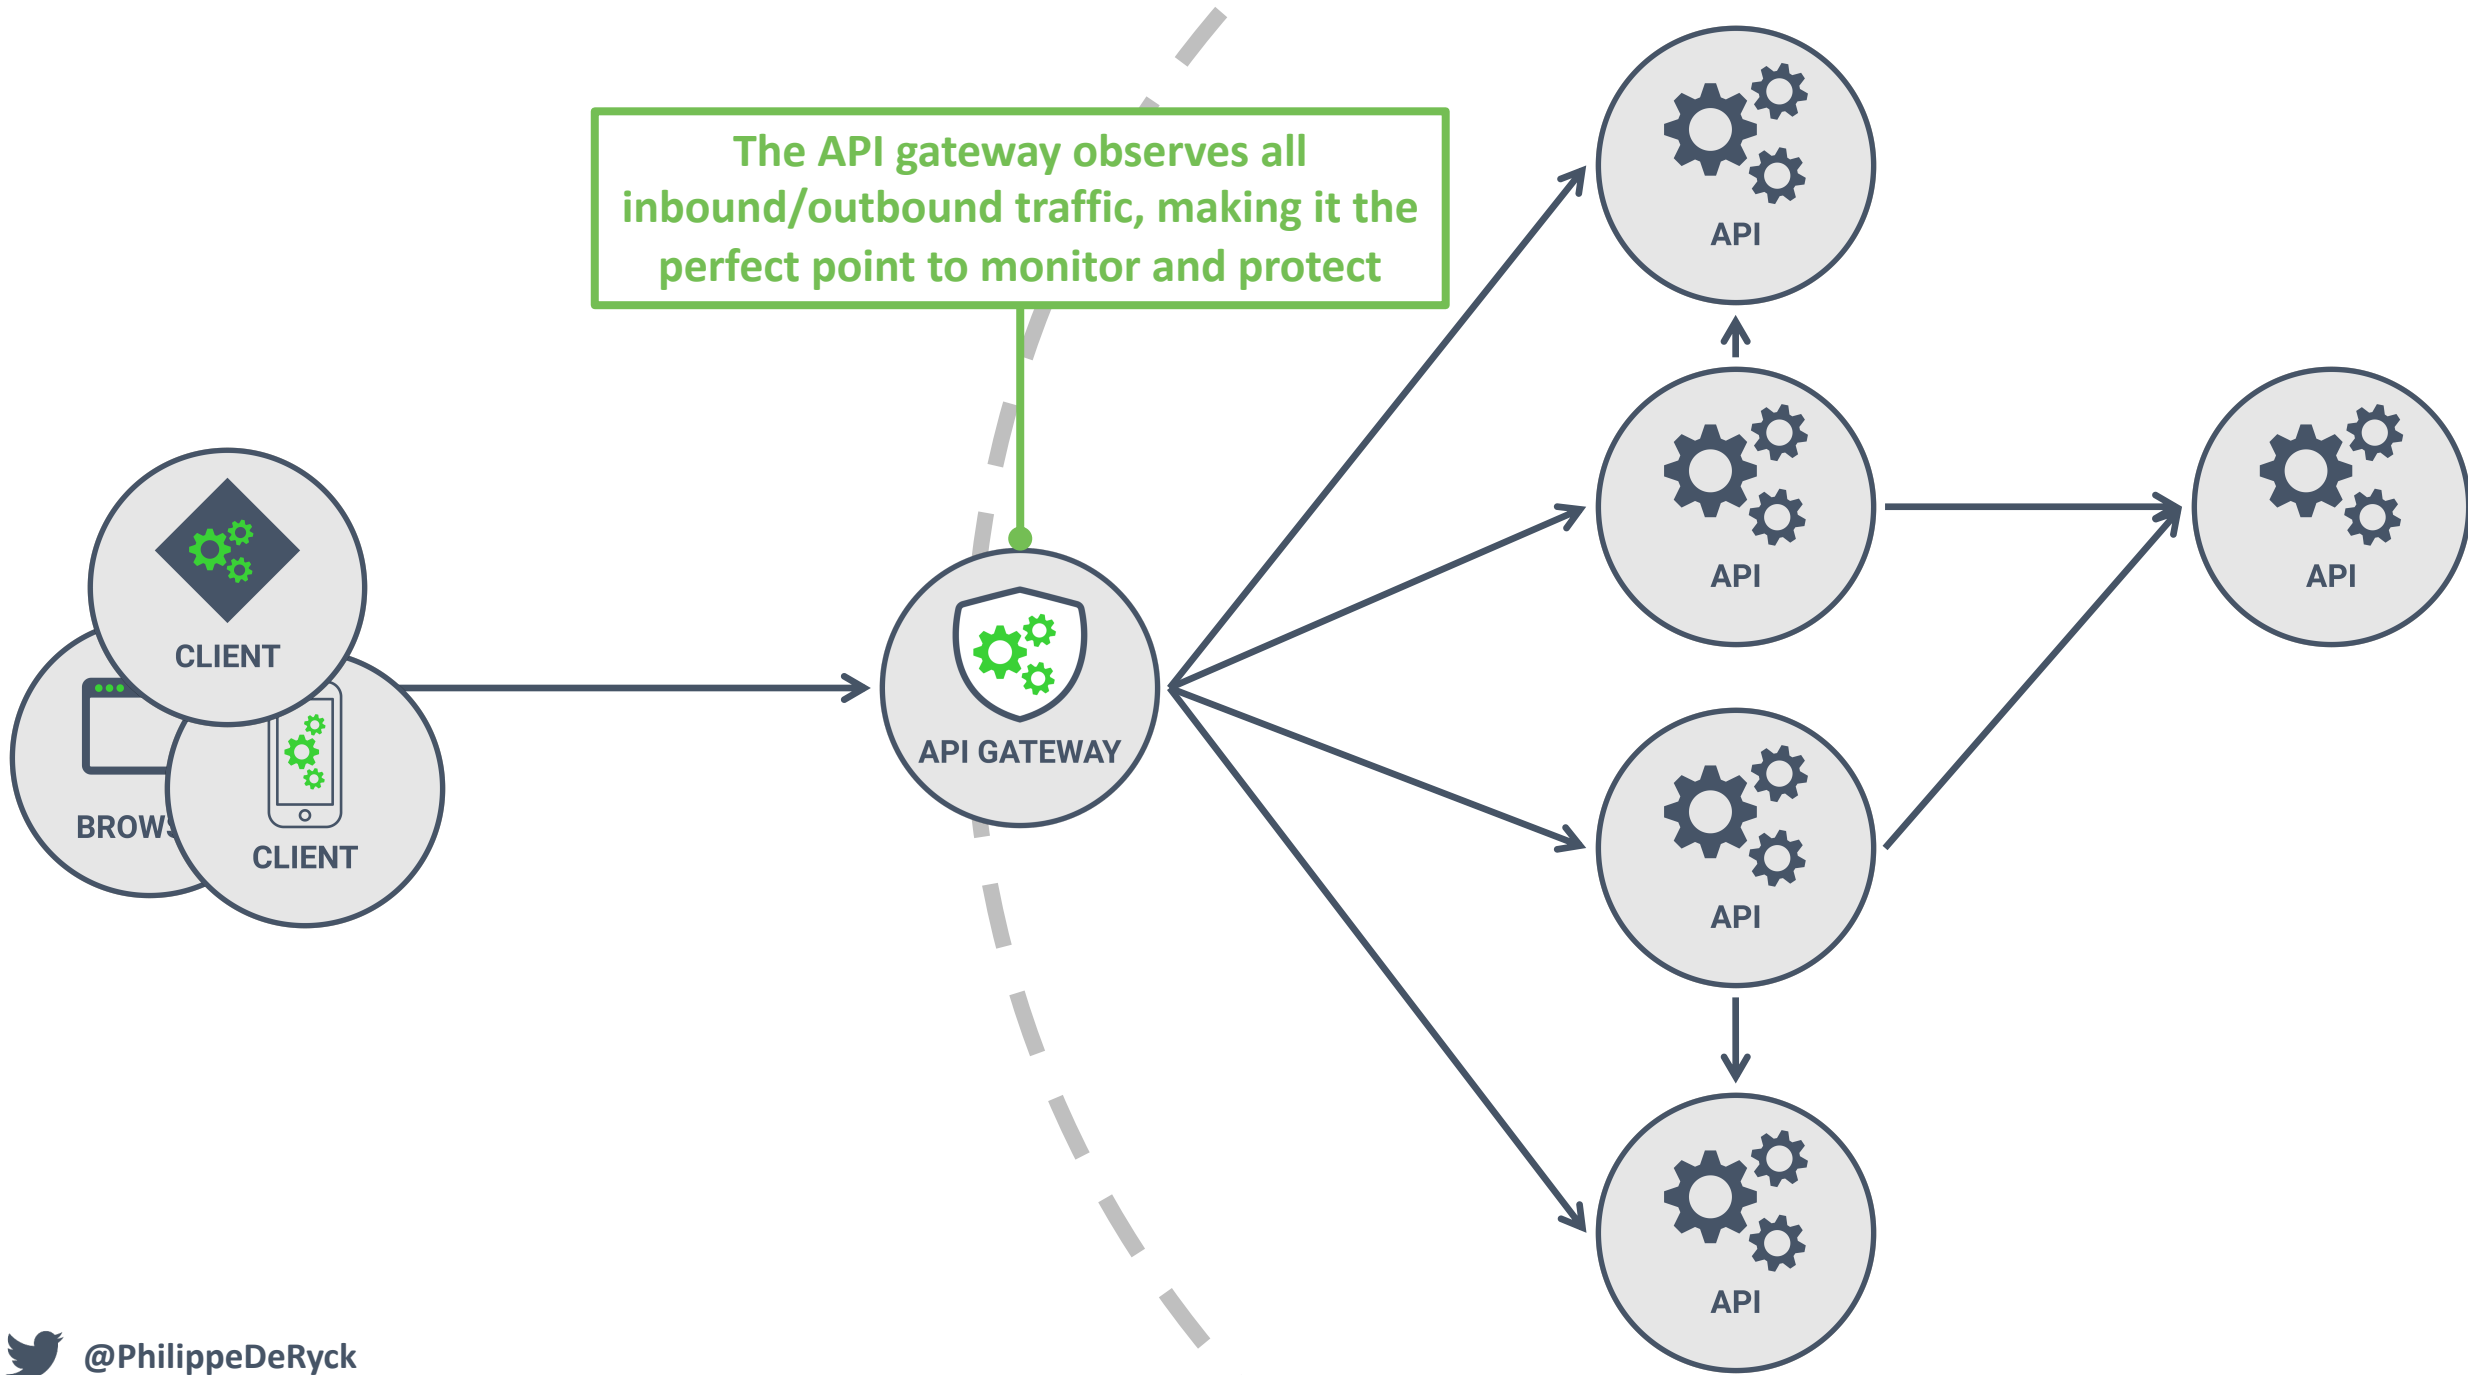 The API gateway observes all
inbound/outbound traffic, making it the
perfect point to monitor and protect
API
API
API
CLIENT
API GATEWAY
CLIENT
API
API
@PhilippeDeRyck